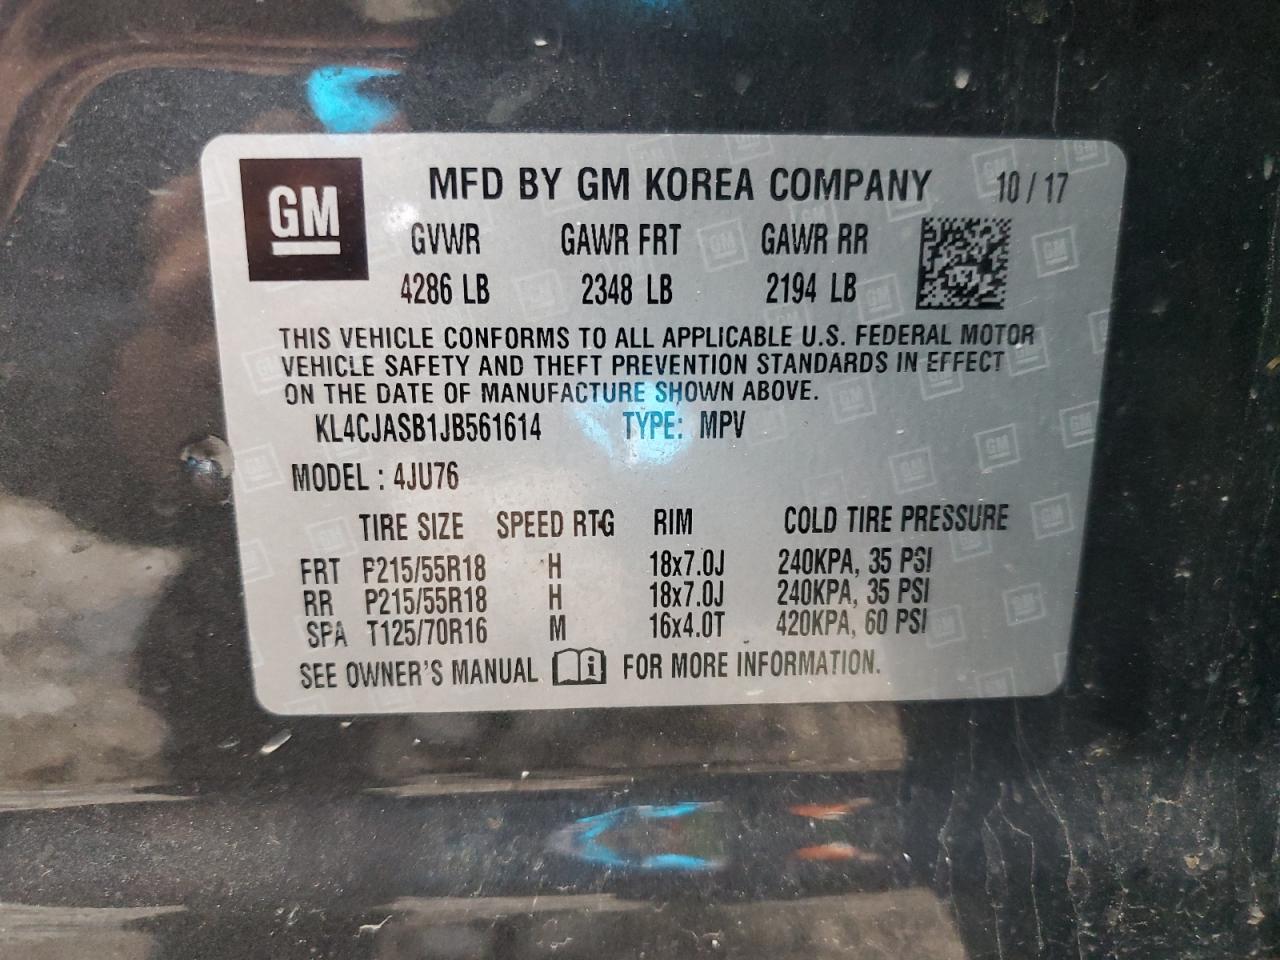 GM
MFD BY GM KOREA COMPANY 10 / 17
GVWR GAWR FRT GAWR RR
4286 LB 2348 LB 2194 LB
THIS VEHICLE CONFORMS TO ALL APPLICABLE U.S. FEDERAL MOTOR
VEHICLE SAFETY AND THEFT PREVENTION STANDARDS IN EFFECT
ON THE DATE OF MANUFACTURE SHOWN ABOVE.
KL4CJASB1JB561614 TYPE: MPV
MODEL : 4JU76
TIRE SIZE SPEED RTG RIM COLD TIRE PRESSURE
FRT P215/55R18 H 18x7.0J 240KPA, 35 PSI
RR P215/55R18 H 18x7.0J 240KPA, 35 PSI
SPA T125/70R16 M 16x4.0T 420KPA, 60 PSI
SEE OWNER'S MANUAL i FOR MORE INFORMATION.